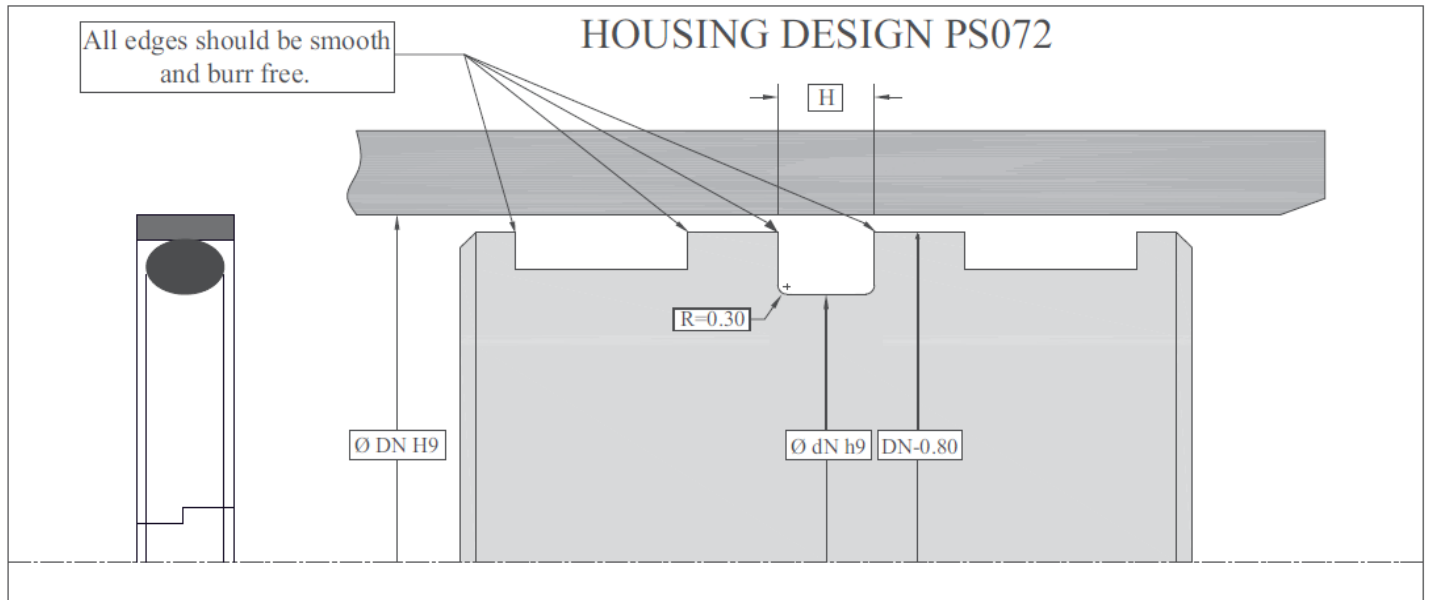 HOUSING DESIGN PS072
All edges should be smooth
and burr free.
H
R=0.30
Ø DN H9
Ø dN h9
DN-0.80